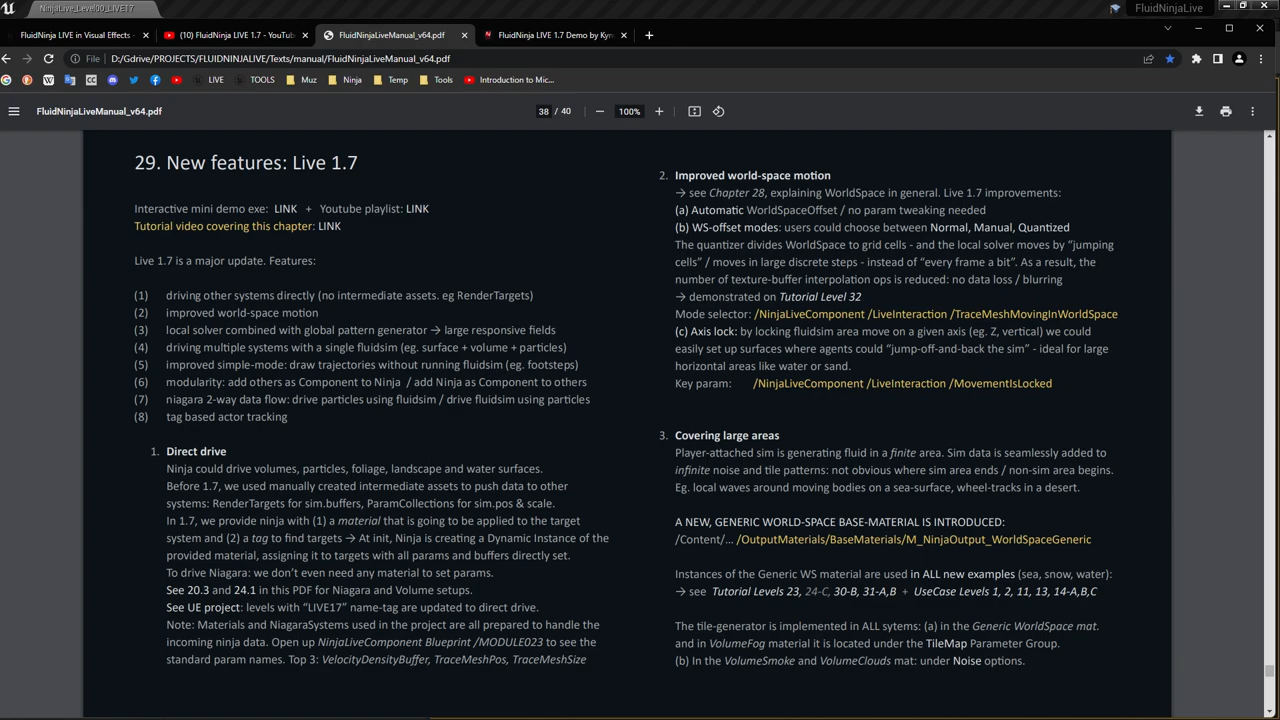 NinjaLive_Level00_LIVE17
FluidNinjaLive
FluidNinja LIVE in Visual Effects -
(10) FluidNinja LIVE 1.7 - YouTu
FluidNinjaLiveManual_v64.pdf
FluidNinja LIVE 1.7 Demo by Kyn
File
D:/Gdrive/PROJECTS/FLUIDNINJALIVE/Texts/manual/FluidNinjaLiveManual_v64.pdf
LIVE
TOOLS
Muz
Ninja
Temp
Tools
Introduction to Mic...
FluidNinjaLiveManual_v64.pdf
38 / 40
100%
29. New features: Live 1.7
Interactive mini demo exe: LINK + Youtube playlist: LINK
Tutorial video covering this chapter: LINK
Live 1.7 is a major update. Features:
(1) driving other systems directly (no intermediate assets. eg RenderTargets)
(2) improved world-space motion
(3) local solver combined with global pattern generator → large responsive fields
(4) driving multiple systems with a single fluidsim (eg. surface + volume + particles)
(5) improved simple-mode: draw trajectories without running fluidsim (eg. footsteps)
(6) modularity: add others as Component to Ninja / add Ninja as Component to others
(7) niagara 2-way data flow: drive particles using fluidsim / drive fluidsim using particles
(8) tag based actor tracking
1. Direct drive
Ninja could drive volumes, particles, foliage, landscape and water surfaces.
Before 1.7, we used manually created intermediate assets to push data to other
systems: RenderTargets for sim.buffers, ParamCollections for sim.pos & scale.
In 1.7, we provide ninja with (1) a material that is going to be applied to the target
system and (2) a tag to find targets → At init, Ninja is creating a Dynamic Instance of the
provided material, assigning it to targets with all params and buffers directly set.
To drive Niagara: we don't even need any material to set params.
See 20.3 and 24.1 in this PDF for Niagara and Volume setups.
See UE project: levels with "LIVE17" name-tag are updated to direct drive.
Note: Materials and NiagaraSystems used in the project are all prepared to handle the
incoming ninja data. Open up NinjaLiveComponent Blueprint /MODULE023 to see the
standard param names. Top 3: VelocityDensityBuffer, TraceMeshPos, TraceMeshSize
2. Improved world-space motion
→ see Chapter 28, explaining WorldSpace in general. Live 1.7 improvements:
(a) Automatic WorldSpaceOffset / no param tweaking needed
(b) WS-offset modes: users could choose between Normal, Manual, Quantized
The quantizer divides WorldSpace to grid cells - and the local solver moves by "jumping
cells" / moves in large discrete steps - instead of "every frame a bit". As a result, the
number of texture-buffer interpolation ops is reduced: no data loss / blurring
→ demonstrated on Tutorial Level 32
Mode selector: /NinjaLiveComponent /LiveInteraction /TraceMeshMovingInWorldSpace
(c) Axis lock: by locking fluidsim area move on a given axis (eg. Z, vertical) we could
easily set up surfaces where agents could "jump-off-and-back the sim" - ideal for large
horizontal areas like water or sand.
Key param: /NinjaLiveComponent /LiveInteraction /MovementIsLocked
3. Covering large areas
Player-attached sim is generating fluid in a finite area. Sim data is seamlessly added to
infinite noise and tile patterns: not obvious where sim area ends / non-sim area begins.
Eg. local waves around moving bodies on a sea-surface, wheel-tracks in a desert.
A NEW, GENERIC WORLD-SPACE BASE-MATERIAL IS INTRODUCED:
/Content/... /OutputMaterials/BaseMaterials/M_NinjaOutput_WorldSpaceGeneric
Instances of the Generic WS material are used in ALL new examples (sea, snow, water):
→ see Tutorial Levels 23, 24-C, 30-B, 31-A,B + UseCase Levels 1, 2, 11, 13, 14-A,B,C
The tile-generator is implemented in ALL sytems: (a) in the Generic WorldSpace mat.
and in VolumeFog material it is located under the TileMap Parameter Group.
(b) In the VolumeSmoke and VolumeClouds mat: under Noise options.